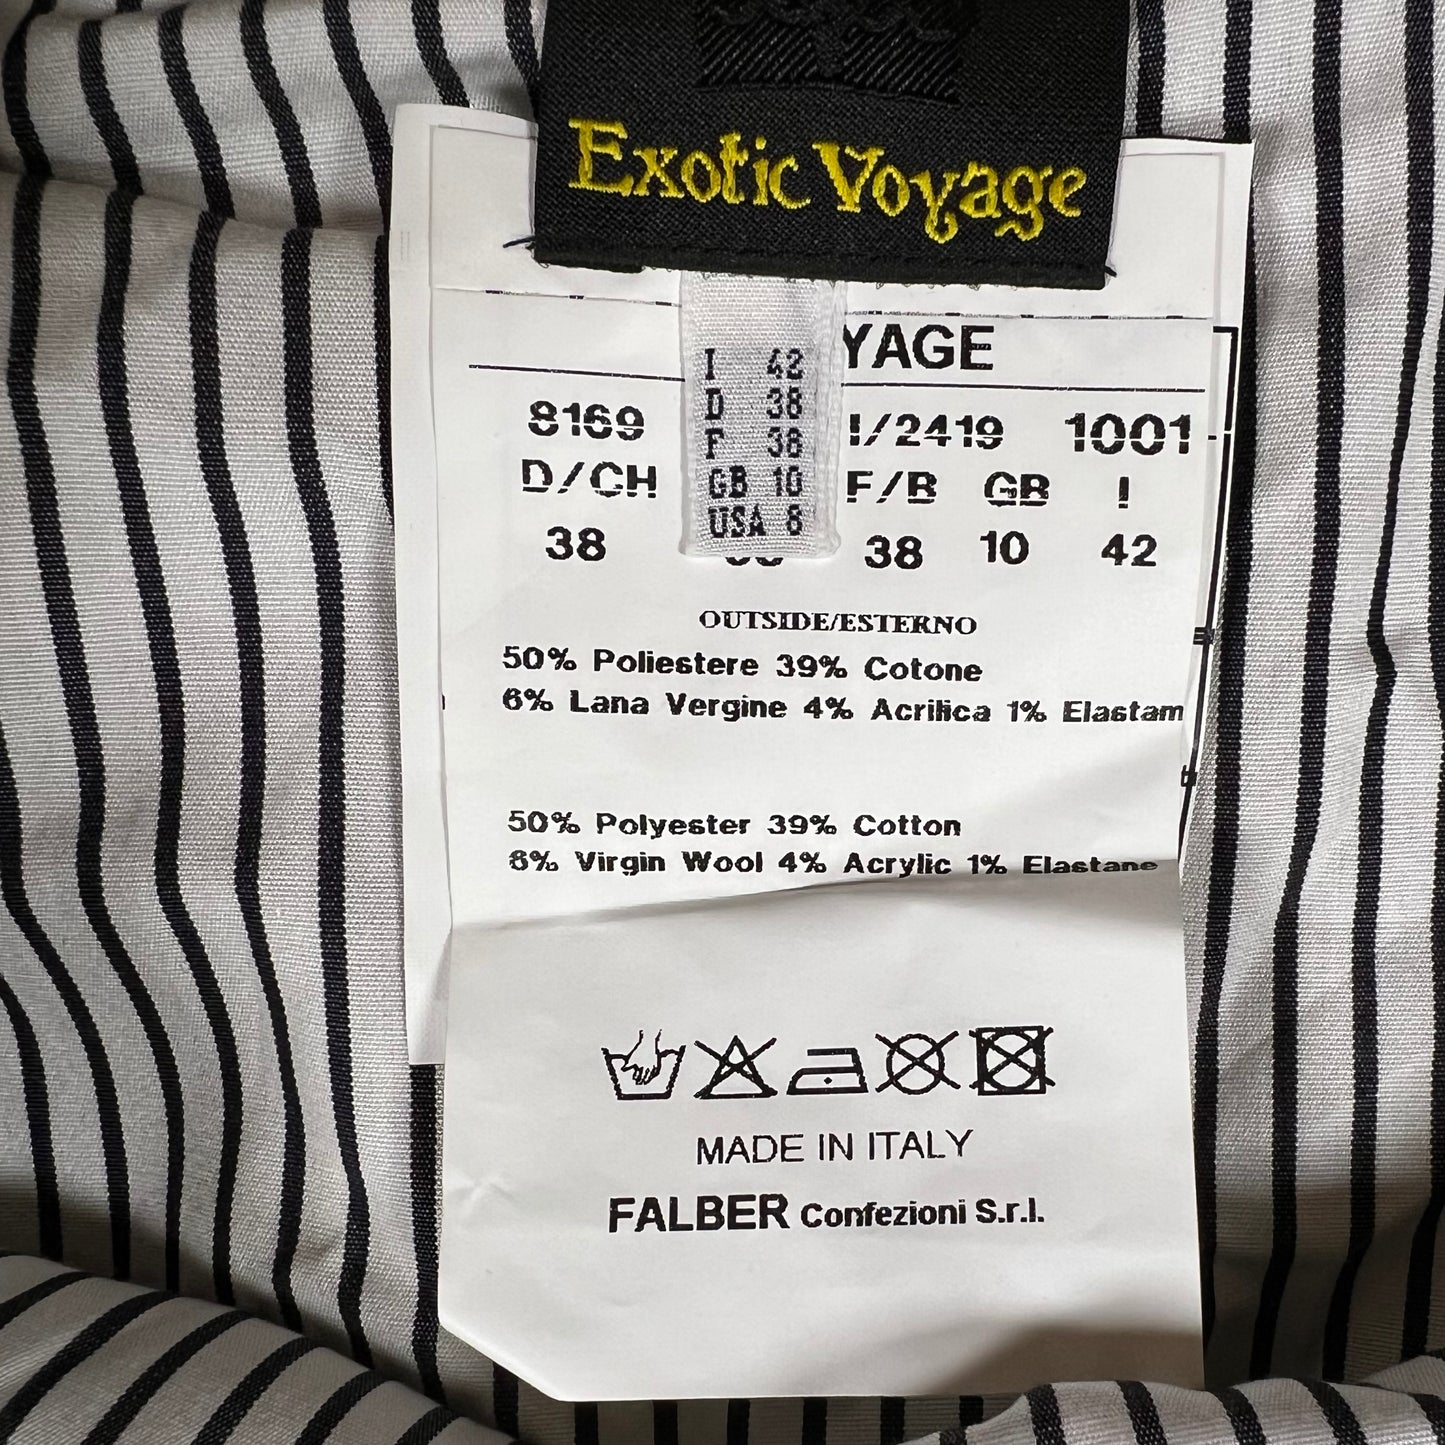 Exotic Voyage
YAGE
I 42
D 38
F 38
GB 10
USA 8
8169 I/2419 1001
D/CH F/B GB I
38 38 10 42
OUTSIDE/ESTERNO
50% Poliestere 39% Cotone
6% Lana Vergine 4% Acrilica 1% Elastam
50% Polyester 39% Cotton
6% Virgin Wool 4% Acrylic 1% Elastane
MADE IN ITALY
FALBER Confezioni S.r.l.